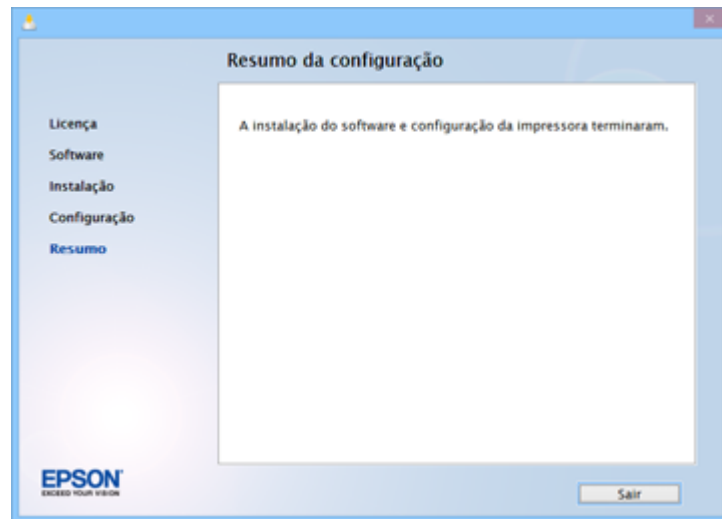 Resumo da configuração
Licença
Software
Instalação
Configuração
Resumo
A instalação do software e configuração da impressora terminaram.
EPSON
EXCEED YOUR VISION
Sair